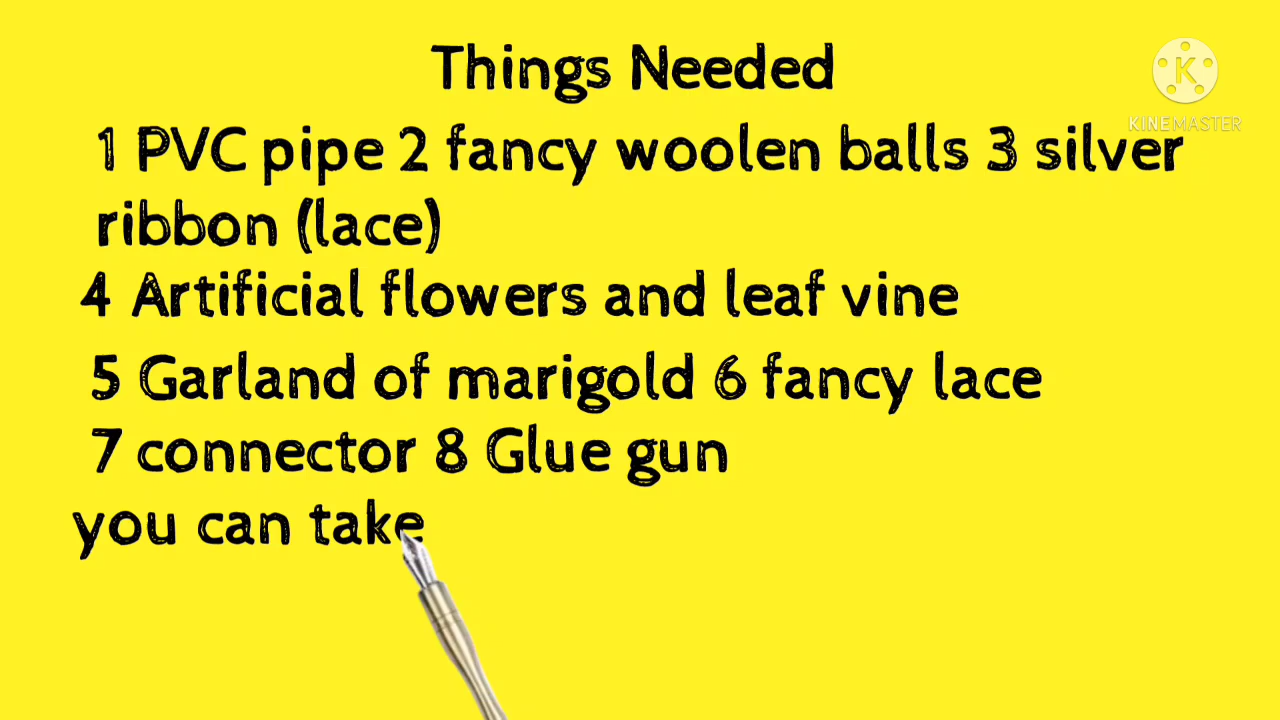 Things Needed
K
KINEMASTER
1 PVC pipe 2 fancy woolen balls 3 silver
ribbon (lace)
4 Artificial flowers and leaf vine
5 Garland of marigold 6 fancy lace
7 connector 8 Glue gun
you can take